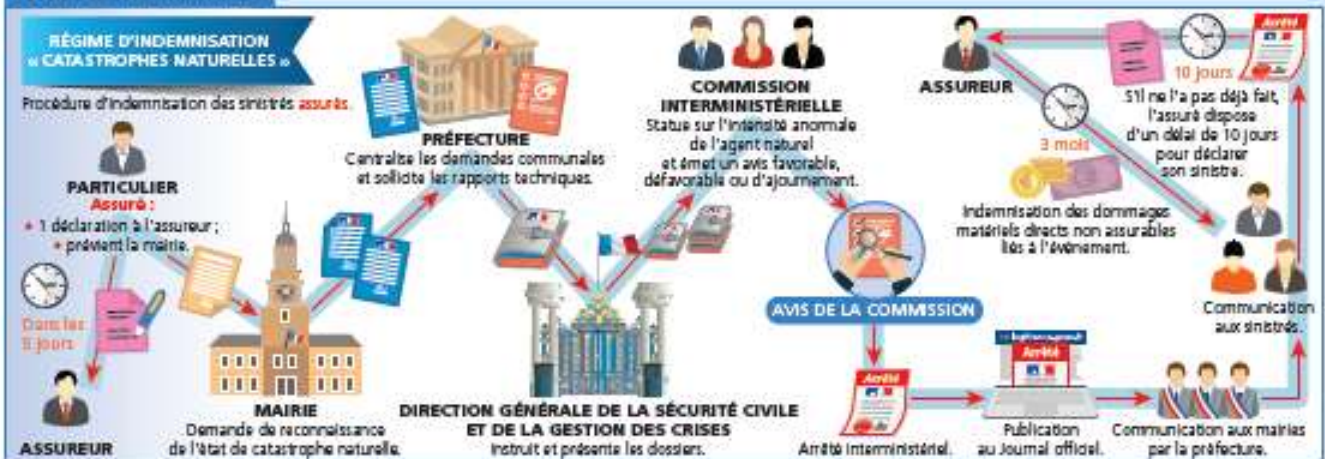 RÉGIME D'INDEMNISATION
« CATASTROPHES NATURELLES »
Procédure d'indemnisation des sinistrés assurés.
PARTICULIER
Assuré :
• 1 déclaration à l'assureur ;
• prévient la mairie.
Dans les
5 jours
ASSUREUR
MAIRIE
Demande de reconnaissance
de l'état de catastrophe naturelle.
PRÉFECTURE
Centralise les demandes communales
et sollicite les rapports techniques.
DIRECTION GÉNÉRALE DE LA SÉCURITÉ CIVILE
ET DE LA GESTION DES CRISES
Instruit et présente les dossiers.
COMMISSION
INTERMINISTÉRIELLE
Statue sur l'intensité anormale
de l'agent naturel
et émet un avis favorable,
défavorable ou d'ajournement.
AVIS DE LA COMMISSION
Arrêté
Arrêté interministériel.
Arrêté
Publication
au Journal officiel.
Communication aux mairies
par la préfecture.
Communication
aux sinistrés.
Arrêté
10 jours
S'il ne l'a pas déjà fait,
l'assuré dispose
d'un délai de 10 jours
pour déclarer
son sinistre.
ASSUREUR
3 mois
Indemnisation des dommages
matériels directs non assurables
liés à l'évènement.